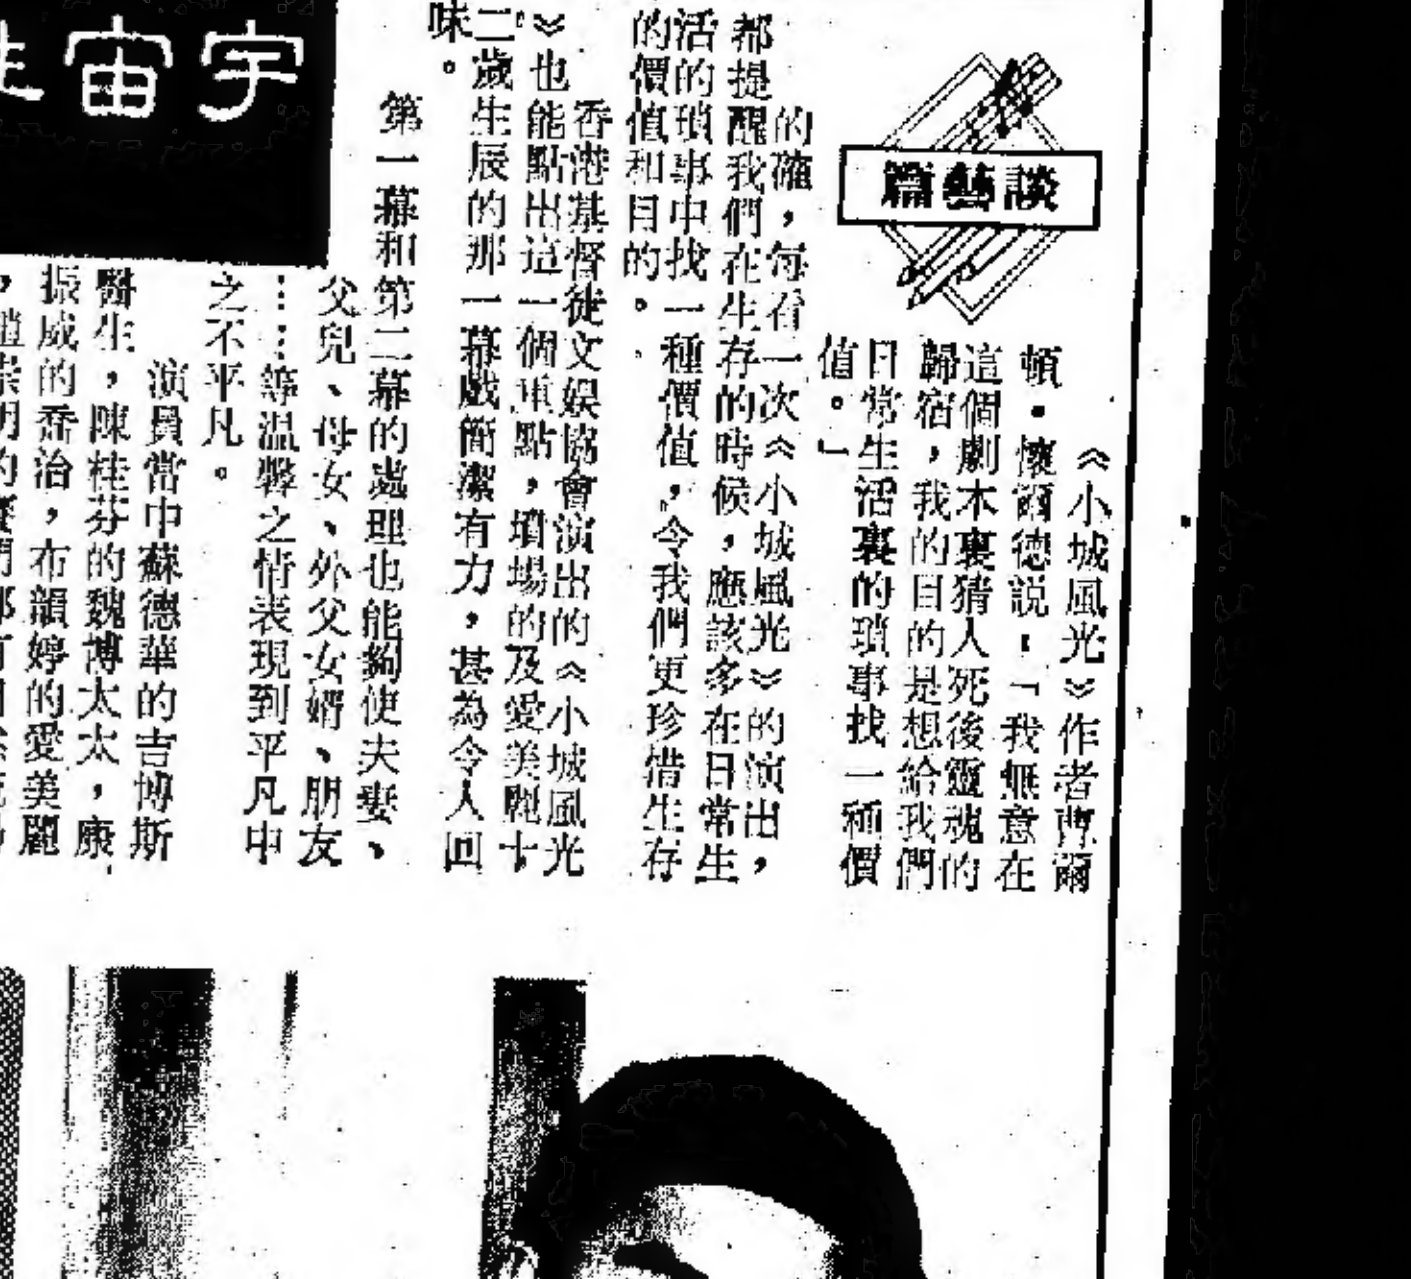 宇宙
談藝篇
《小城風光》作者曹爾
頓・懷爾德説:「我無意在
這個劇本裏猜人死後靈魂的
歸宿,我的目的是想給我們
日常生活裏的瑣事找一種價
值。」
的確,每看一次《小城風光》的演出,
都提醒我們在生存的時候,應該多在日常生
活的瑣事中找一種價值,令我們更珍惜生存
的價值和目的。
香港基督徒文娛協會演出的《小城風光
》也能點出這一個重點,墳場的及愛美麗十
二歲生辰的那一幕戲簡潔有力,甚為令人回
味。
第一幕和第二幕的處理也能夠使夫妻、
父兒、母女、外父女婿、朋友
……等温馨之情表現到平凡中
之不平凡。
演員當中蘇德華的吉博斯
醫生,陳桂芬的魏博太太,康
振威的喬治,布韻婷的愛美麗